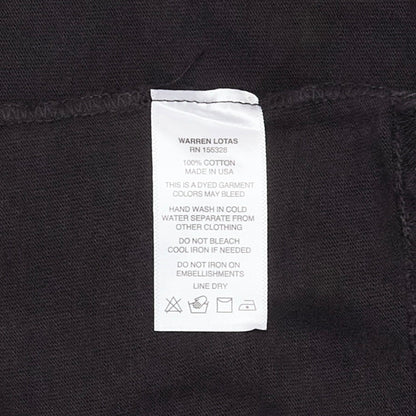 WARREN LOTAS
RN 155328
100% COTTON
MADE IN USA
THIS IS A DYED GARMENT
COLORS MAY BLEED
HAND WASH IN COLD
WATER SEPARATE FROM
OTHER CLOTHING
DO NOT BLEACH
COOL IRON IF NEEDED
DO NOT IRON ON
EMBELLISHMENTS
LINE DRY